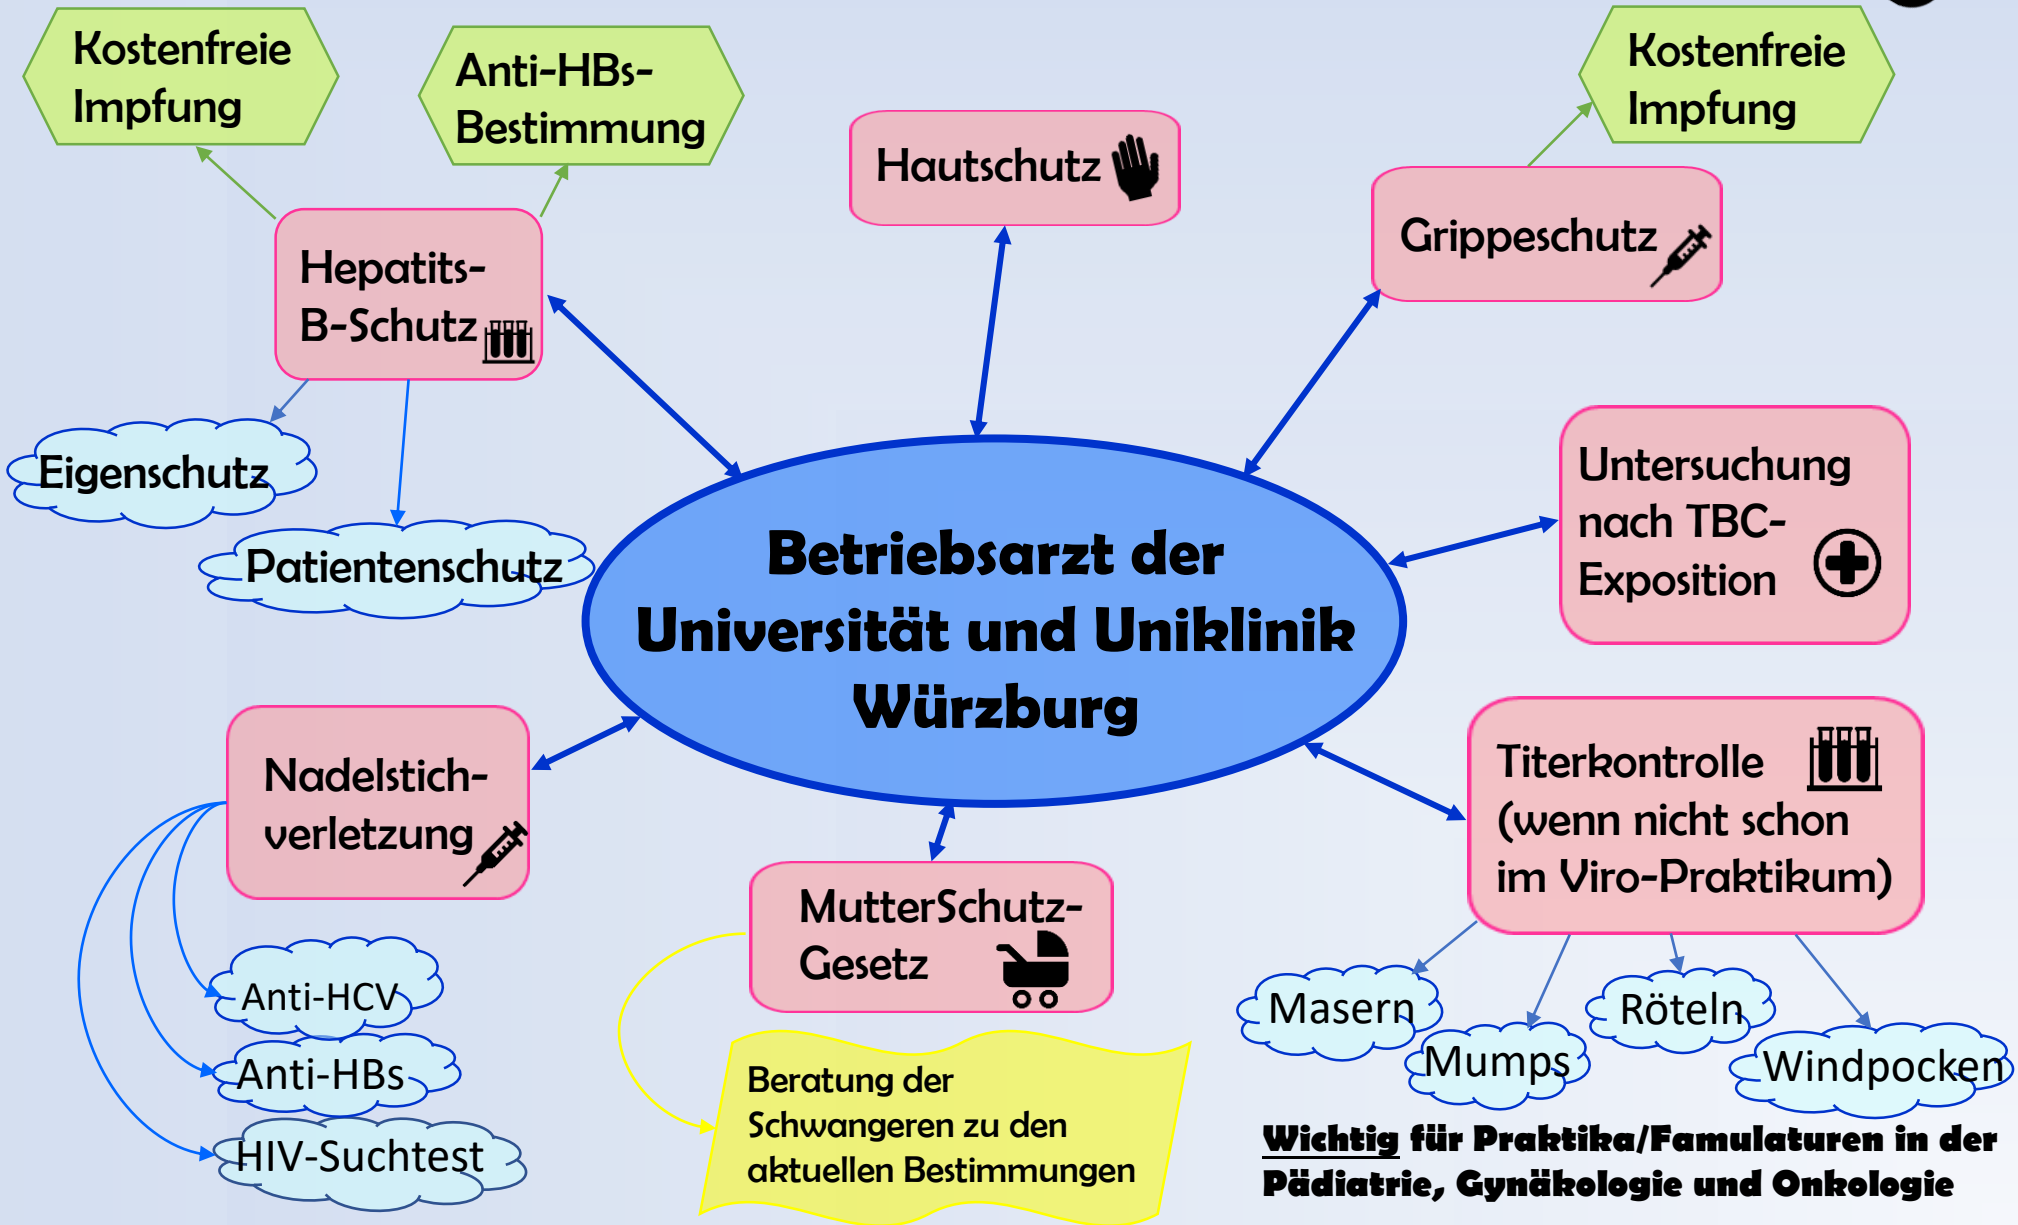 Kostenfreie
Impfung
Anti-HBs-
Bestimmung
Hautschutz
Kostenfreie
Impfung
Grippeschutz
Hepatits-
B-Schutz
Eigenschutz
Patientenschutz
Untersuchung
nach TBC-
Exposition
Betriebsarzt der
Universität und Uniklinik
Würzburg
Nadelstich-
verletzung
Anti-HCV
Anti-HBs
HIV-Suchtest
MutterSchutz-
Gesetz
Beratung der
Schwangeren zu den
aktuellen Bestimmungen
Titerkontrolle
(wenn nicht schon
im Viro-Praktikum)
Masern
Mumps
Röteln
Windpocken
Wichtig für Praktika/Famulaturen in der
Pädiatrie, Gynäkologie und Onkologie